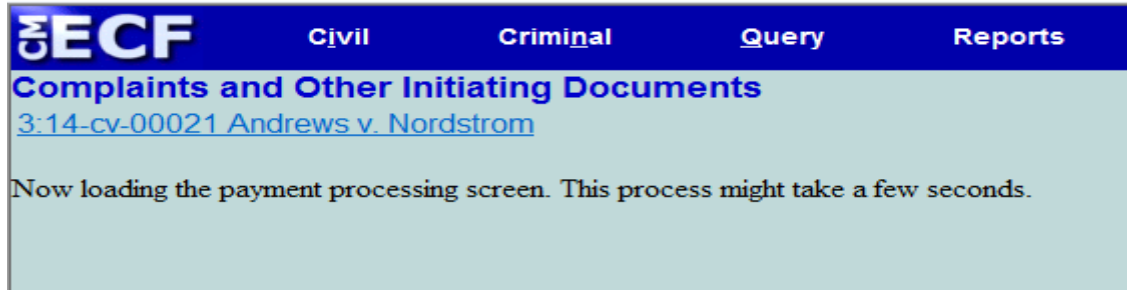 CM ECF Civil Criminal Query Reports
Complaints and Other Initiating Documents
3:14-cv-00021 Andrews v. Nordstrom
Now loading the payment processing screen. This process might take a few seconds.